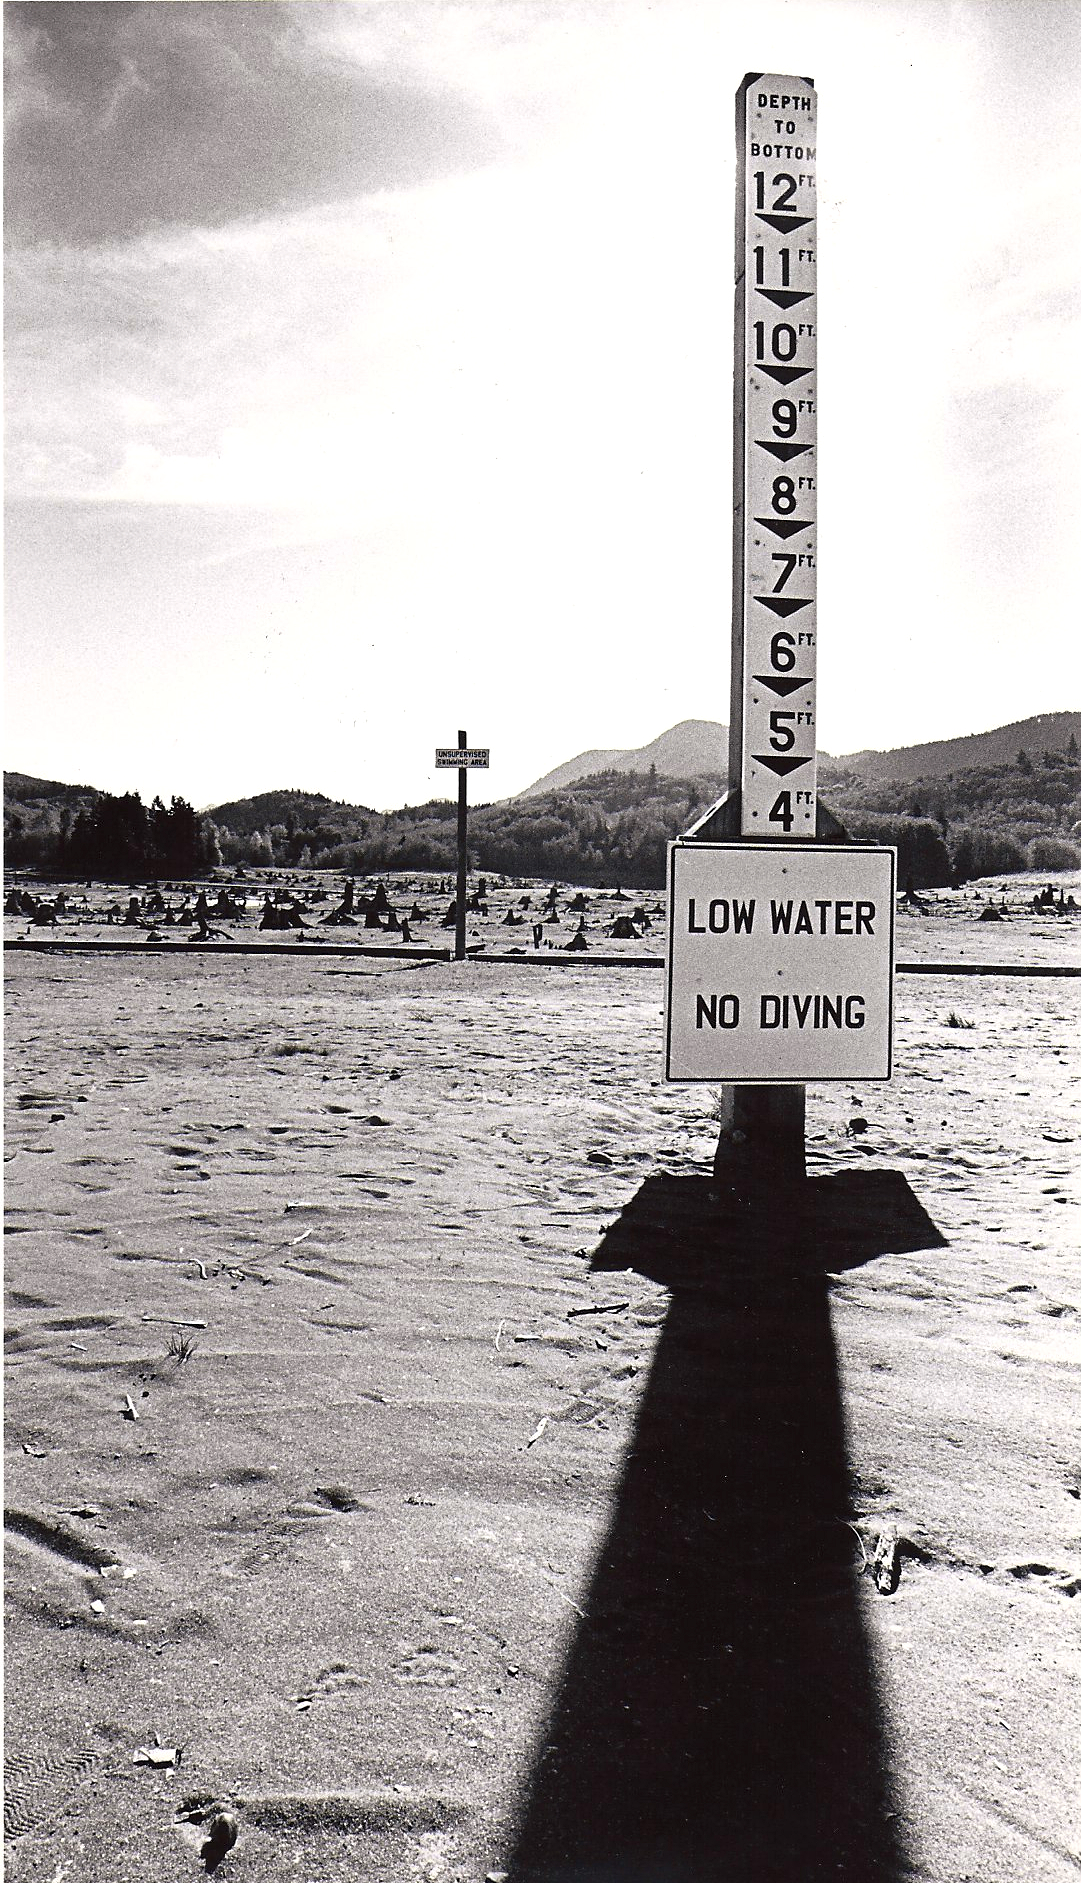 DEPTH
TO
BOTTOM
12 FT.
11 FT.
10 FT.
9 FT.
8 FT.
7 FT.
6 FT.
5 FT.
4 FT.
LOW WATER
NO DIVING
UNSUPERVISED
SWIMMING AREA